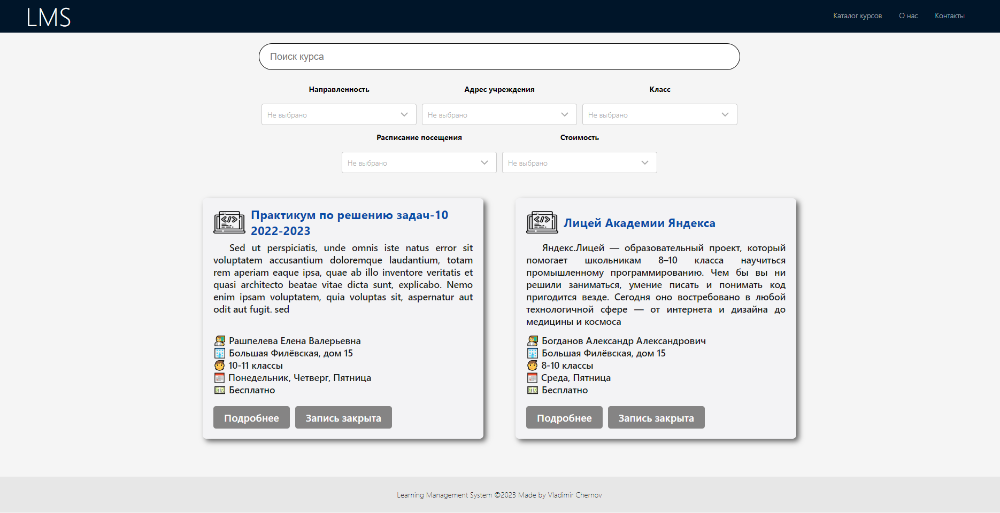 LMS
Каталог курсов
О нас
Контакты
Поиск курса
Направленность
Адрес учреждения
Класс
Не выбрано
Не выбрано
Не выбрано
Расписание посещения
Стоимость
Не выбрано
Не выбрано
Практикум по решению задач-10
2022-2023
Sed ut perspiciatis, unde omnis iste natus error sit
voluptatem accusantium doloremque laudantium, totam
rem aperiam eaque ipsa, quae ab illo inventore veritatis et
quasi architecto beatae vitae dicta sunt, explicabo. Nemo
enim ipsam voluptatem, quia voluptas sit, aspernatur aut
odit aut fugit. sed
Рашпелева Елена Валерьевна
Большая Филёвская, дом 15
10-11 классы
Понедельник, Четверг, Пятница
Бесплатно
Подробнее
Запись закрыта
Лицей Академии Яндекса
Яндекс.Лицей — образовательный проект, который
помогает школьникам 8–10 класса научиться
промышленному программированию. Чем бы вы ни
решили заниматься, умение писать и понимать код
пригодится везде. Сегодня оно востребовано в любой
технологичной сфере — от интернета и дизайна до
медицины и космоса
Богданов Александр Александрович
Большая Филёвская, дом 15
8-10 классы
Среда, Пятница
Бесплатно
Подробнее
Запись закрыта
Learning Management System ©2023 Made by Vladimir Chernov